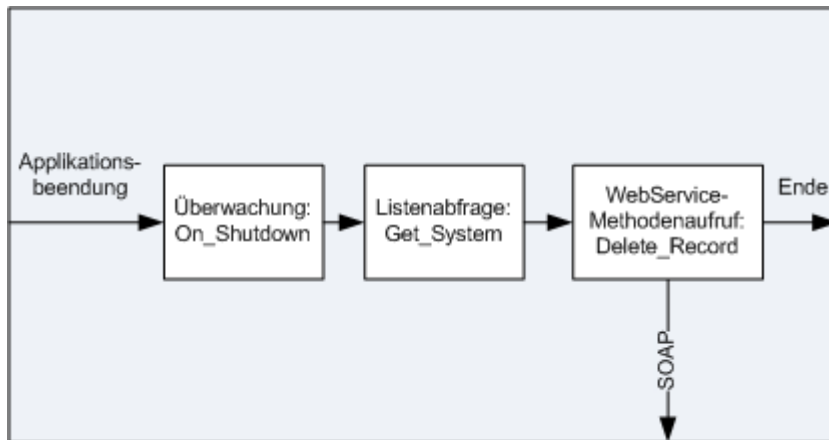 Applikations-
beendung
Überwachung:
On_Shutdown
Listenabfrage:
Get_System
WebService-
Methodenaufruf:
Delete_Record
Ende
SOAP